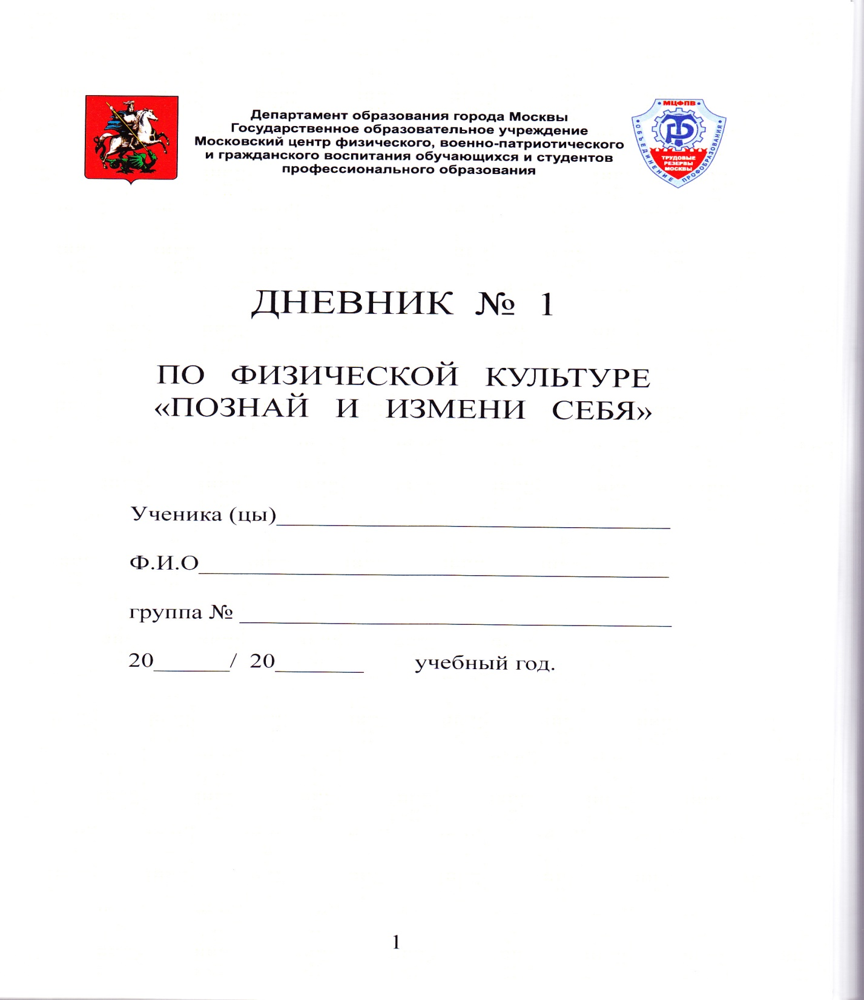 Департамент образования города Москвы
Государственное образовательное учреждение
Московский центр физического, военно-патриотического
и гражданского воспитания обучающихся и студентов
профессионального образования
МЦФПВ
ОБЪЕДИНЕНИЕ ПРОФОБРАЗОВАНИЯ
ТРУДОВЫЕ
РЕЗЕРВЫ
МОСКВЫ
ДНЕВНИК № 1
ПО ФИЗИЧЕСКОЙ КУЛЬТУРЕ
«ПОЗНАЙ И ИЗМЕНИ СЕБЯ»
Ученика (цы)
Ф.И.О
группа №
20______/ 20_______ учебный год.
1